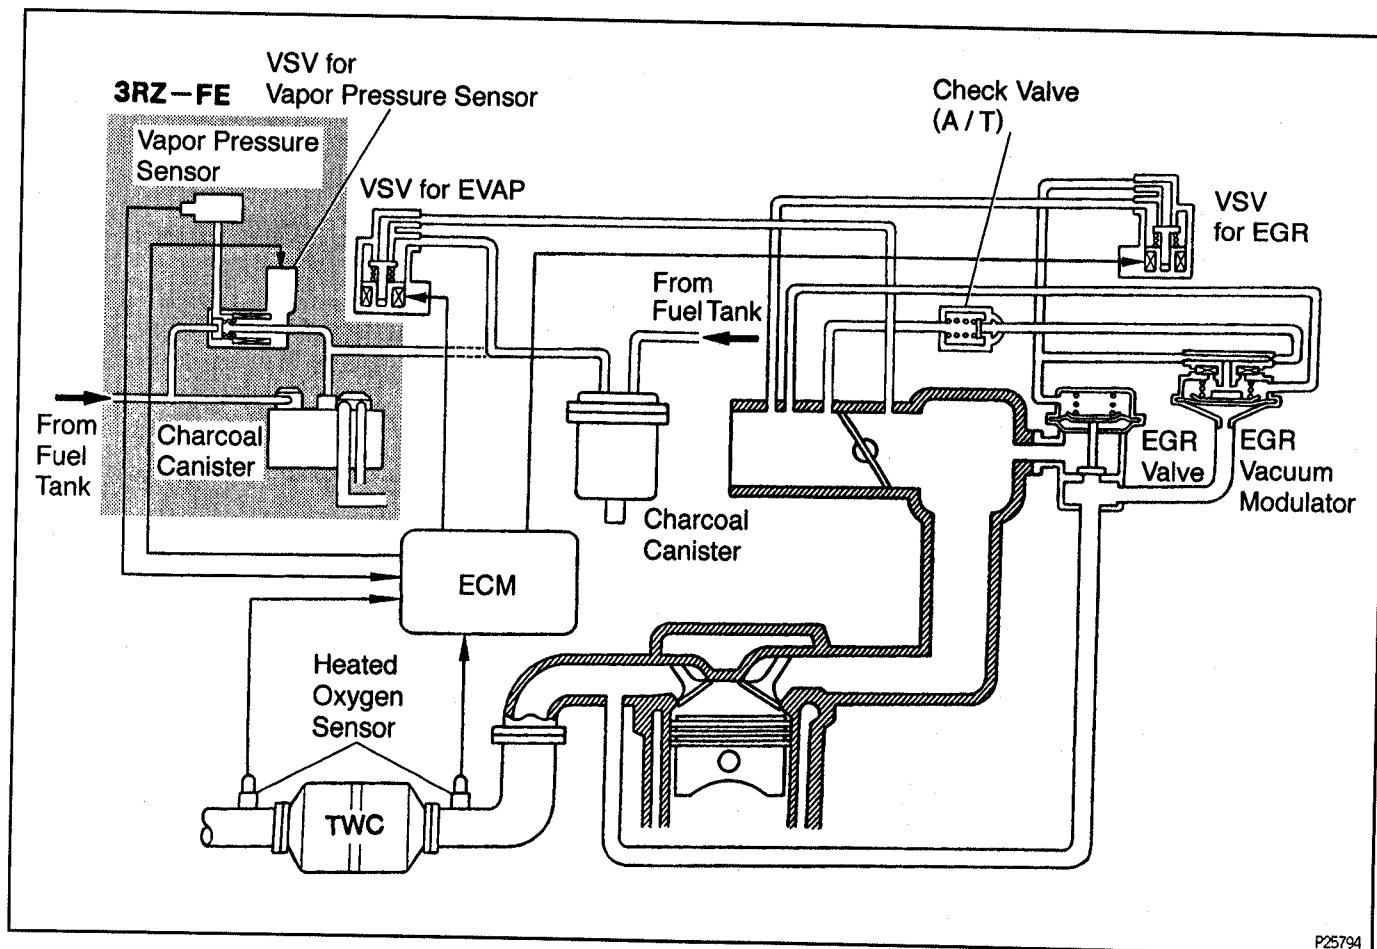 3RZ-FE
VSV for
Vapor Pressure Sensor
Vapor Pressure
Sensor
VSV for EVAP
Check Valve
(A / T)
VSV
for EGR
From
Fuel Tank
From
Fuel
Tank
Charcoal
Canister
Charcoal
Canister
EGR
Valve
EGR
Vacuum
Modulator
ECM
Heated
Oxygen
Sensor
TWC
P25794